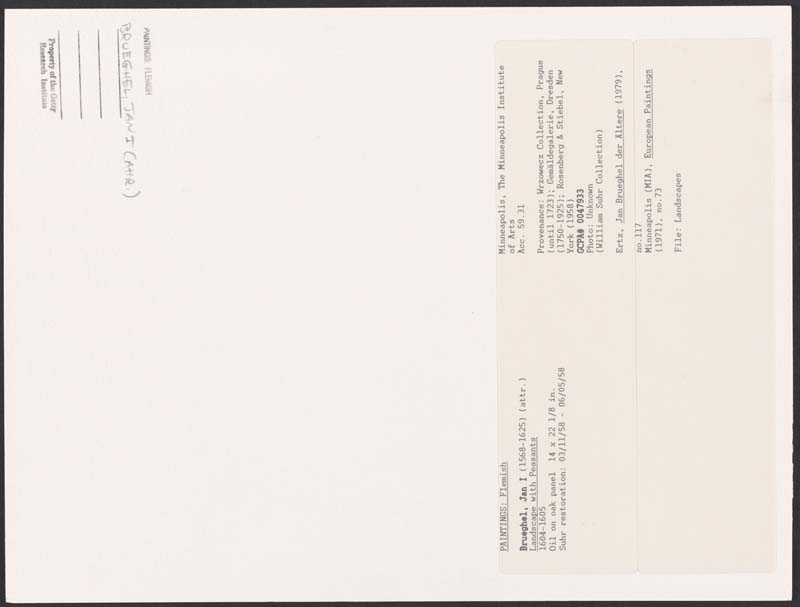 PAINTINGS: FLEMISH
BRUEGHEL, JAN I (ATTR.)
Property of the Getty
Research Institute
PAINTINGS: Flemish
Brueghel, Jan I (1568-1625) (attr.)
Landscape with Peasants
1604-1605
Oil on oak panel 14 x 22 1/8 in.
Suhr restoration: 03/11/58 - 06/05/58
Minneapolis, The Minneapolis Institute
of Arts
Acc. 59.31
Provenance: Wrzowecz Collection, Prague
(until 1723); Gemäldegalerie, Dresden
(1750-1925); Rosenberg & Stiebel, New
York (1958)
GCPA# 0047933
Photo: Unknown
(William Suhr Collection)
Ertz, Jan Brueghel der Ältere (1979),
no.117
Minneapolis (MIA), European Paintings
(1971), no.73
File: Landscapes